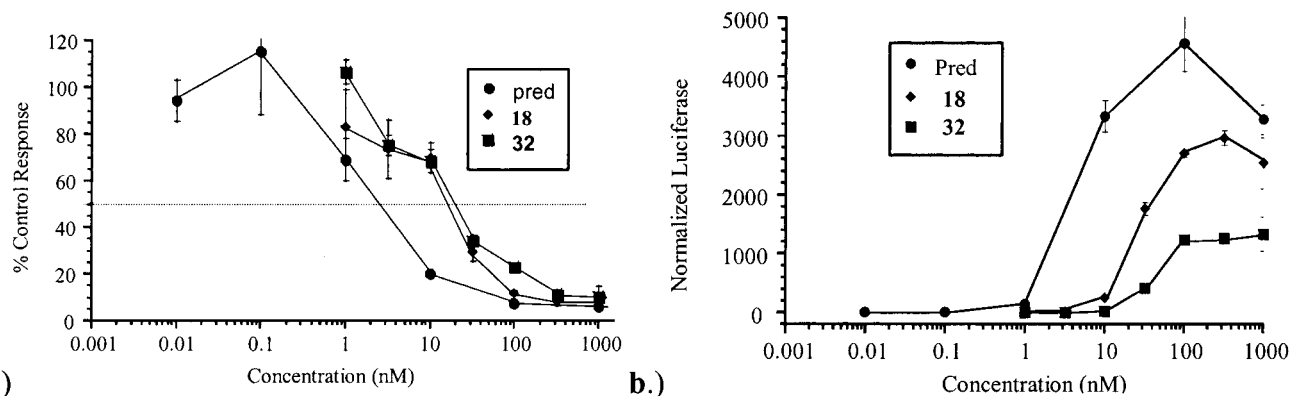 120
100
80
60
40
20
0
% Control Response
pred
18
32
0.001 0.01 0.1 1 10 100 1000
Concentration (nM)
)
b.)
5000
4000
3000
2000
1000
0
Normalized Luciferase
Pred
18
32
0.001 0.01 0.1 1 10 100 1000
Concentration (nM)